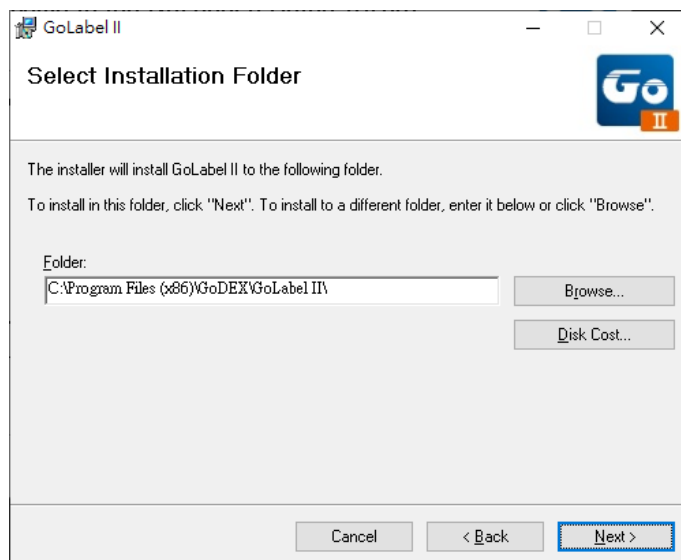 GoLabel II
Select Installation Folder
Go
II
The installer will install GoLabel II to the following folder.
To install in this folder, click "Next". To install to a different folder, enter it below or click "Browse".
Folder:
C:\Program Files (x86)\GoDEX\GoLabel II\
Browse...
Disk Cost...
Cancel
< Back
Next >